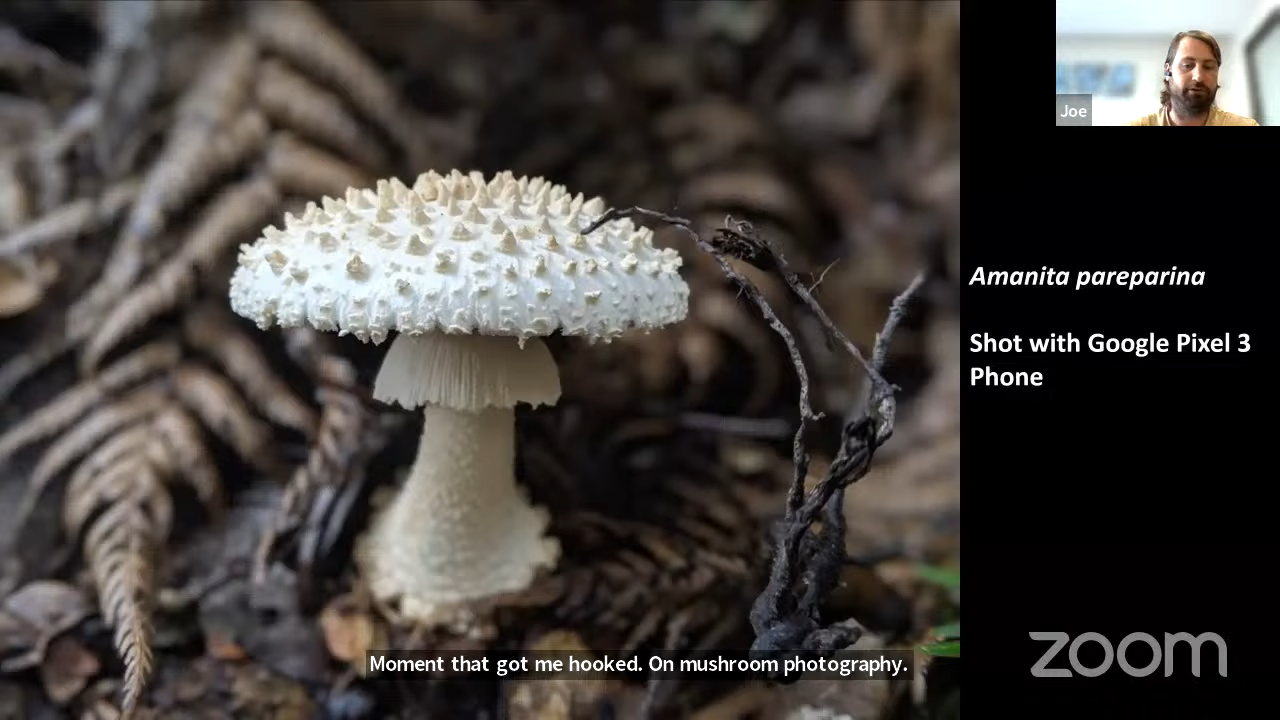 Joe
Amanita pareparina
Shot with Google Pixel 3
Phone
Moment that got me hooked. On mushroom photography.
zoom